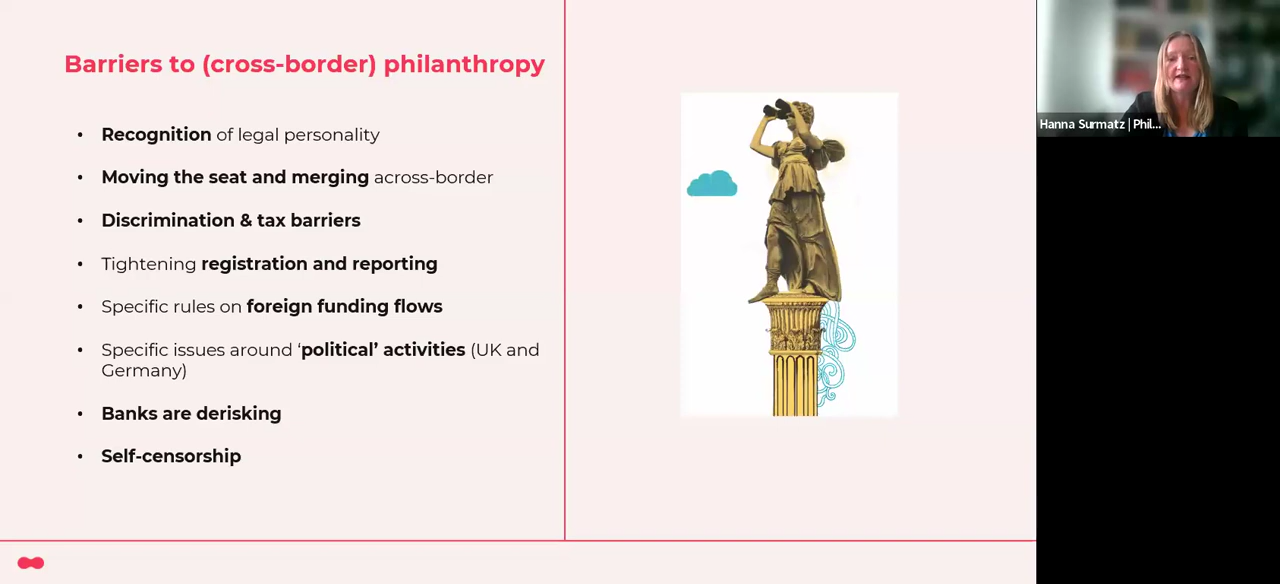 Barriers to (cross-border) philanthropy
• Recognition of legal personality
• Moving the seat and merging across-border
• Discrimination & tax barriers
• Tightening registration and reporting
• Specific rules on foreign funding flows
• Specific issues around ‘political’ activities (UK and
Germany)
• Banks are derisking
• Self-censorship
Hanna Surmatz | Phil...